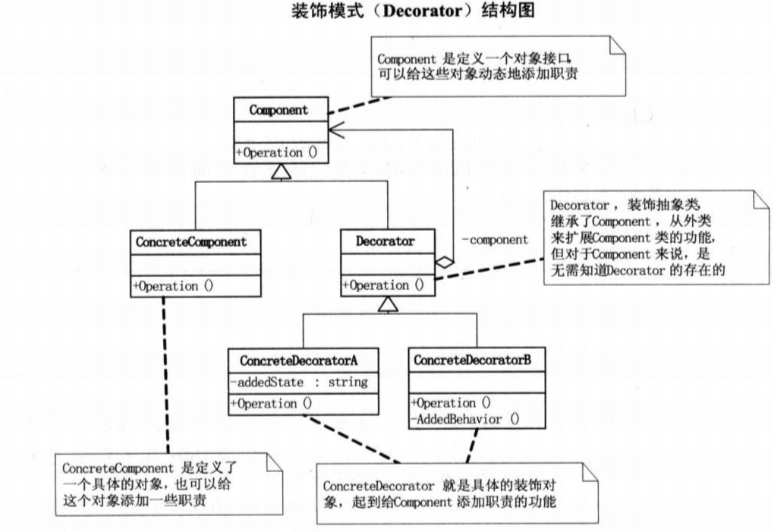 装饰模式（Decorator）结构图
Component 是定义一个对象接口,
可以给这些对象动态地添加职责
Component
+Operation ()
Decorator , 装饰抽象类,
继承了Component , 从外类
来扩展Component 类的功能,
但对于Component 来说, 是
无需知道Decorator 的存在的
ConcreteComponent
+Operation ()
Decorator
+Operation ()
-component
ConcreteDecoratorA
-addedState : string
+Operation ()
ConcreteDecoratorB
+Operation ()
-AddedBehavior ()
ConcreteComponent 是定义了
一个具体的对象, 也可以给
这个对象添加一些职责
ConcreteDecorator 就是具体的装饰对
象, 起到给Component 添加职责的功能